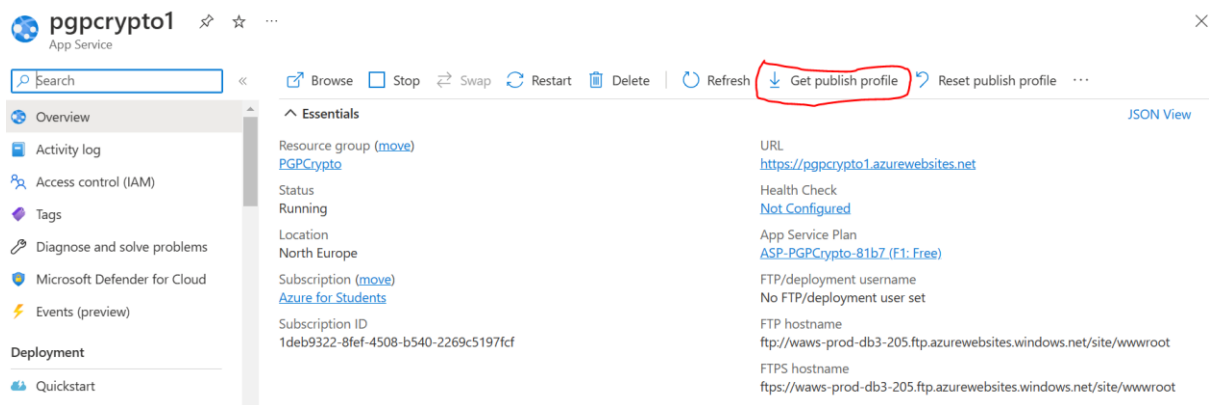 pgpcrypto1
App Service
Search
Browse Stop Swap Restart Delete Refresh Get publish profile Reset publish profile
Overview
Activity log
Access control (IAM)
Tags
Diagnose and solve problems
Microsoft Defender for Cloud
Events (preview)
Deployment
Quickstart
Essentials
JSON View
Resource group (move)
PGPCrypto
Status
Running
Location
North Europe
Subscription (move)
Azure for Students
Subscription ID
1deb9322-8fef-4508-b540-2269c5197fcf
URL
https://pgpcrypto1.azurewebsites.net
Health Check
Not Configured
App Service Plan
ASP-PGPCrypto-81b7 (F1: Free)
FTP/deployment username
No FTP/deployment user set
FTP hostname
ftp://waws-prod-db3-205.ftp.azurewebsites.windows.net/site/wwwroot
FTPS hostname
ftps://waws-prod-db3-205.ftp.azurewebsites.windows.net/site/wwwroot